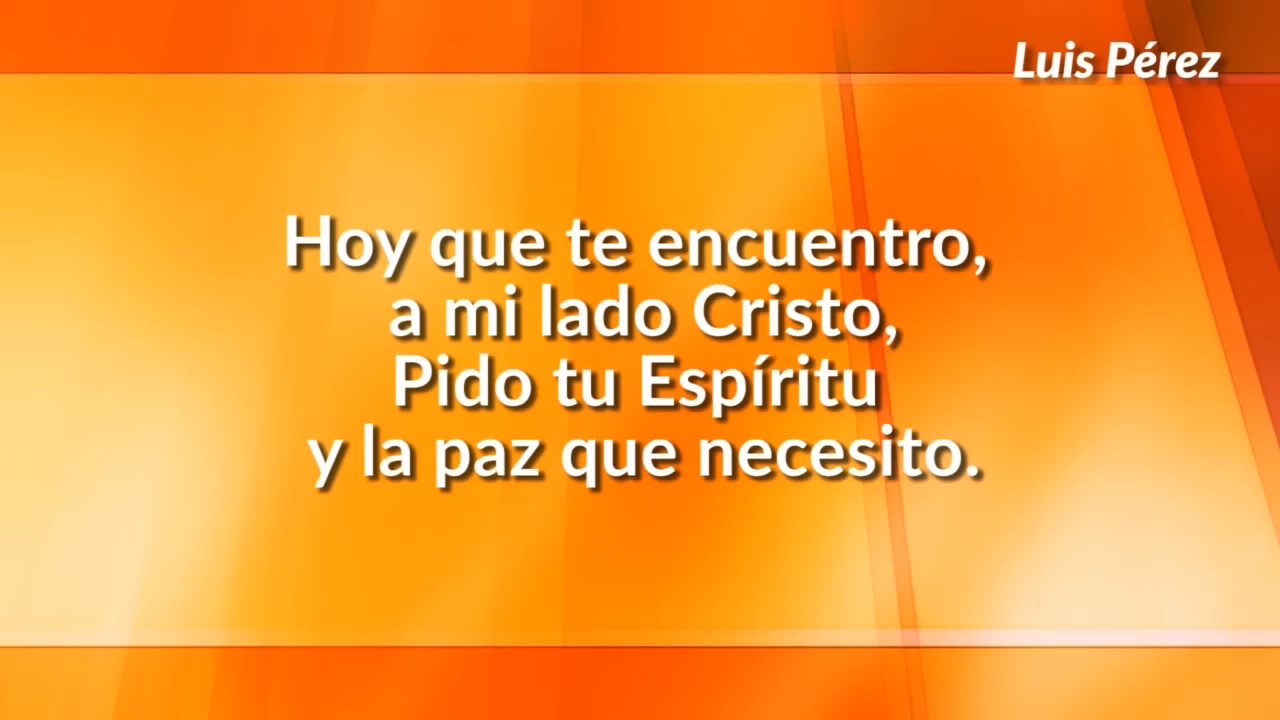 Luis Pérez
Hoy que te encuentro,
a mi lado Cristo,
Pido tu Espíritu
y la paz que necesito.